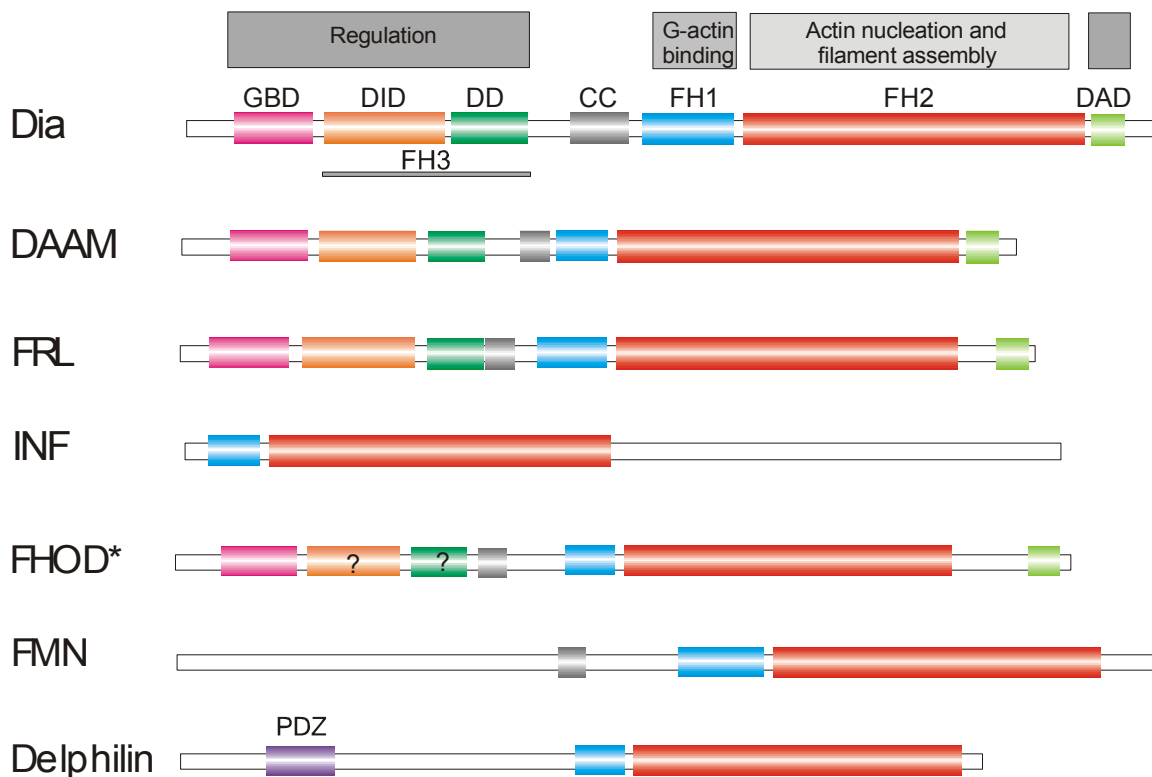 Regulation
G-actin
binding
Actin nucleation and
filament assembly
GBD DID DD CC FH1 FH2 DAD
Dia
FH3
DAAM
FRL
INF
FHOD* ? ?
FMN
PDZ
Delphilin